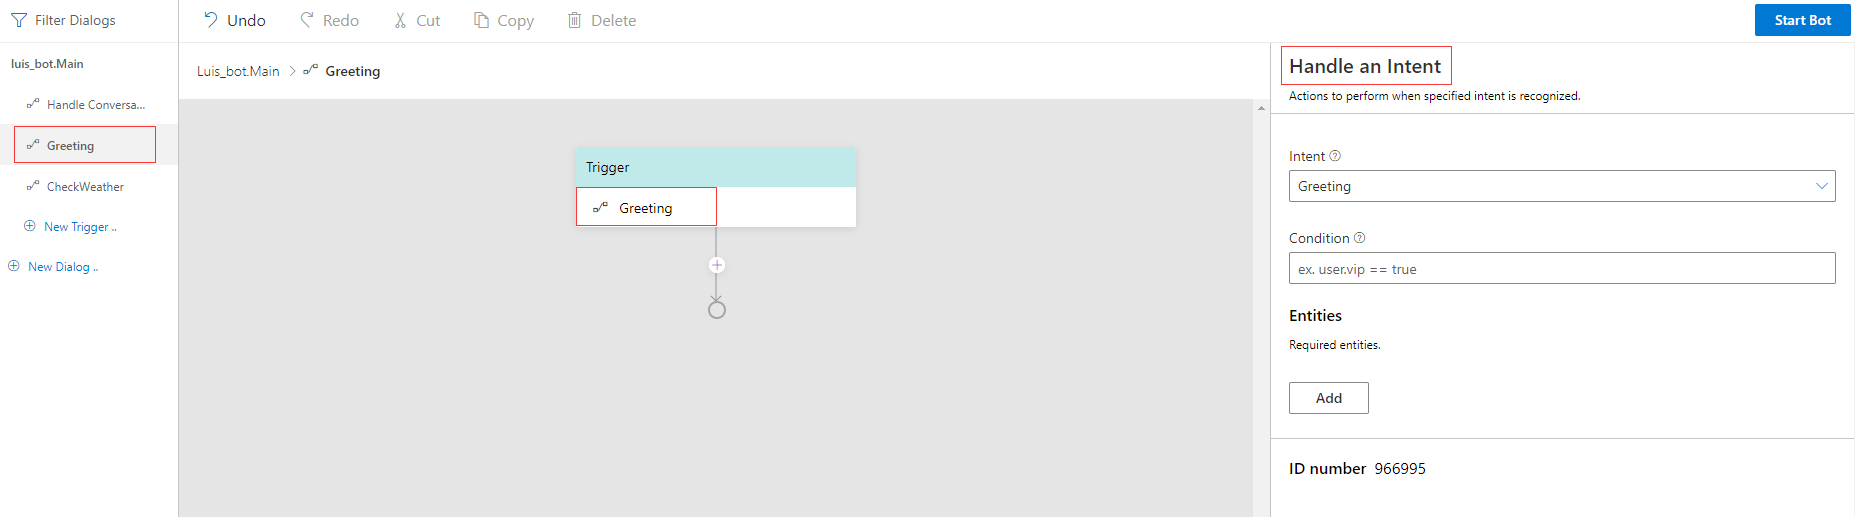 Filter Dialogs
Undo
Redo
Cut
Copy
Delete
Start Bot
luis_bot.Main
Handle Conversa...
Greeting
CheckWeather
New Trigger ..
New Dialog ..
Luis_bot.Main > Greeting
Trigger
Greeting
Handle an Intent
Actions to perform when specified intent is recognized.
Intent
Greeting
Condition
ex. user.vip == true
Entities
Required entities.
Add
ID number 966995